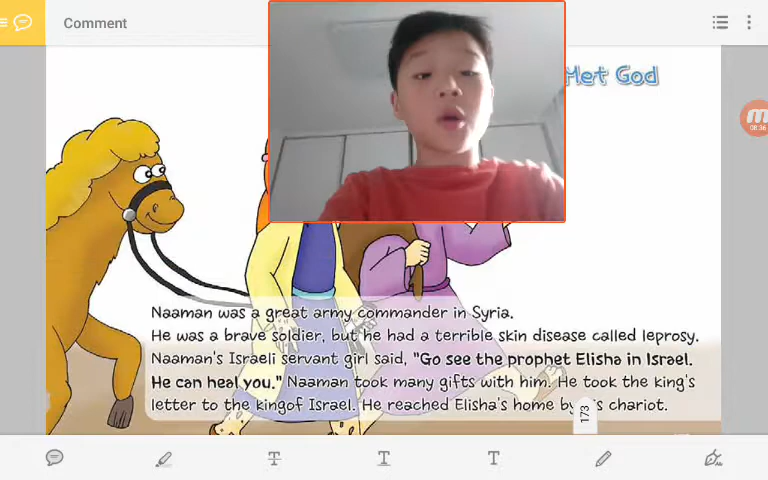 Comment
Met God
08:36
Naaman was a great army commander in Syria.
He was a brave soldier, but he had a terrible skin disease called leprosy.
Naaman's Israeli servant girl said, "Go see the prophet Elisha in Israel.
He can heal you." Naaman took many gifts with him. He took the king's
letter to the kingof Israel. He reached Elisha's home by chariot.
173
T
T
T